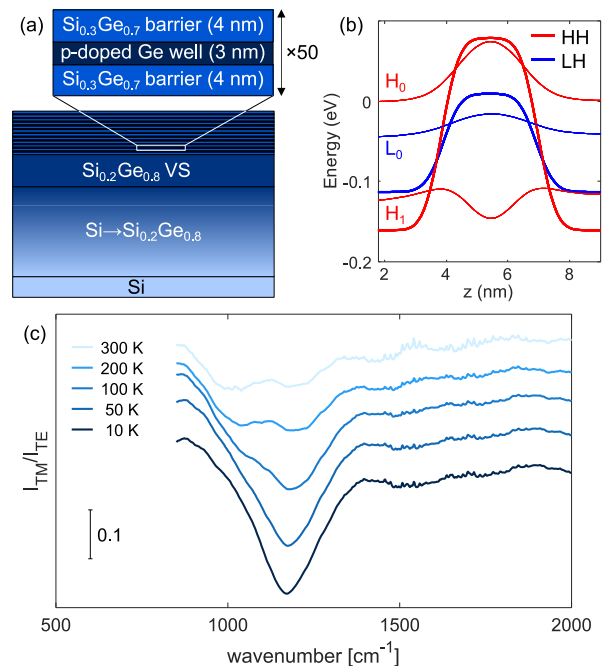 (a)
Si₀.₃Ge₀.₇ barrier (4 nm)
p-doped Ge well (3 nm)
Si₀.₃Ge₀.₇ barrier (4 nm)
×50
Si₀.₂Ge₀.₈ VS
Si→Si₀.₂Ge₀.₈
Si
(b)
HH
LH
H₀
L₀
H₁
Energy (eV)
0
-0.1
-0.2
2
4
6
8
z (nm)
(c)
300 K
200 K
100 K
50 K
10 K
0.1
I_TM/I_TE
500
1000
1500
2000
wavenumber [cm⁻¹]